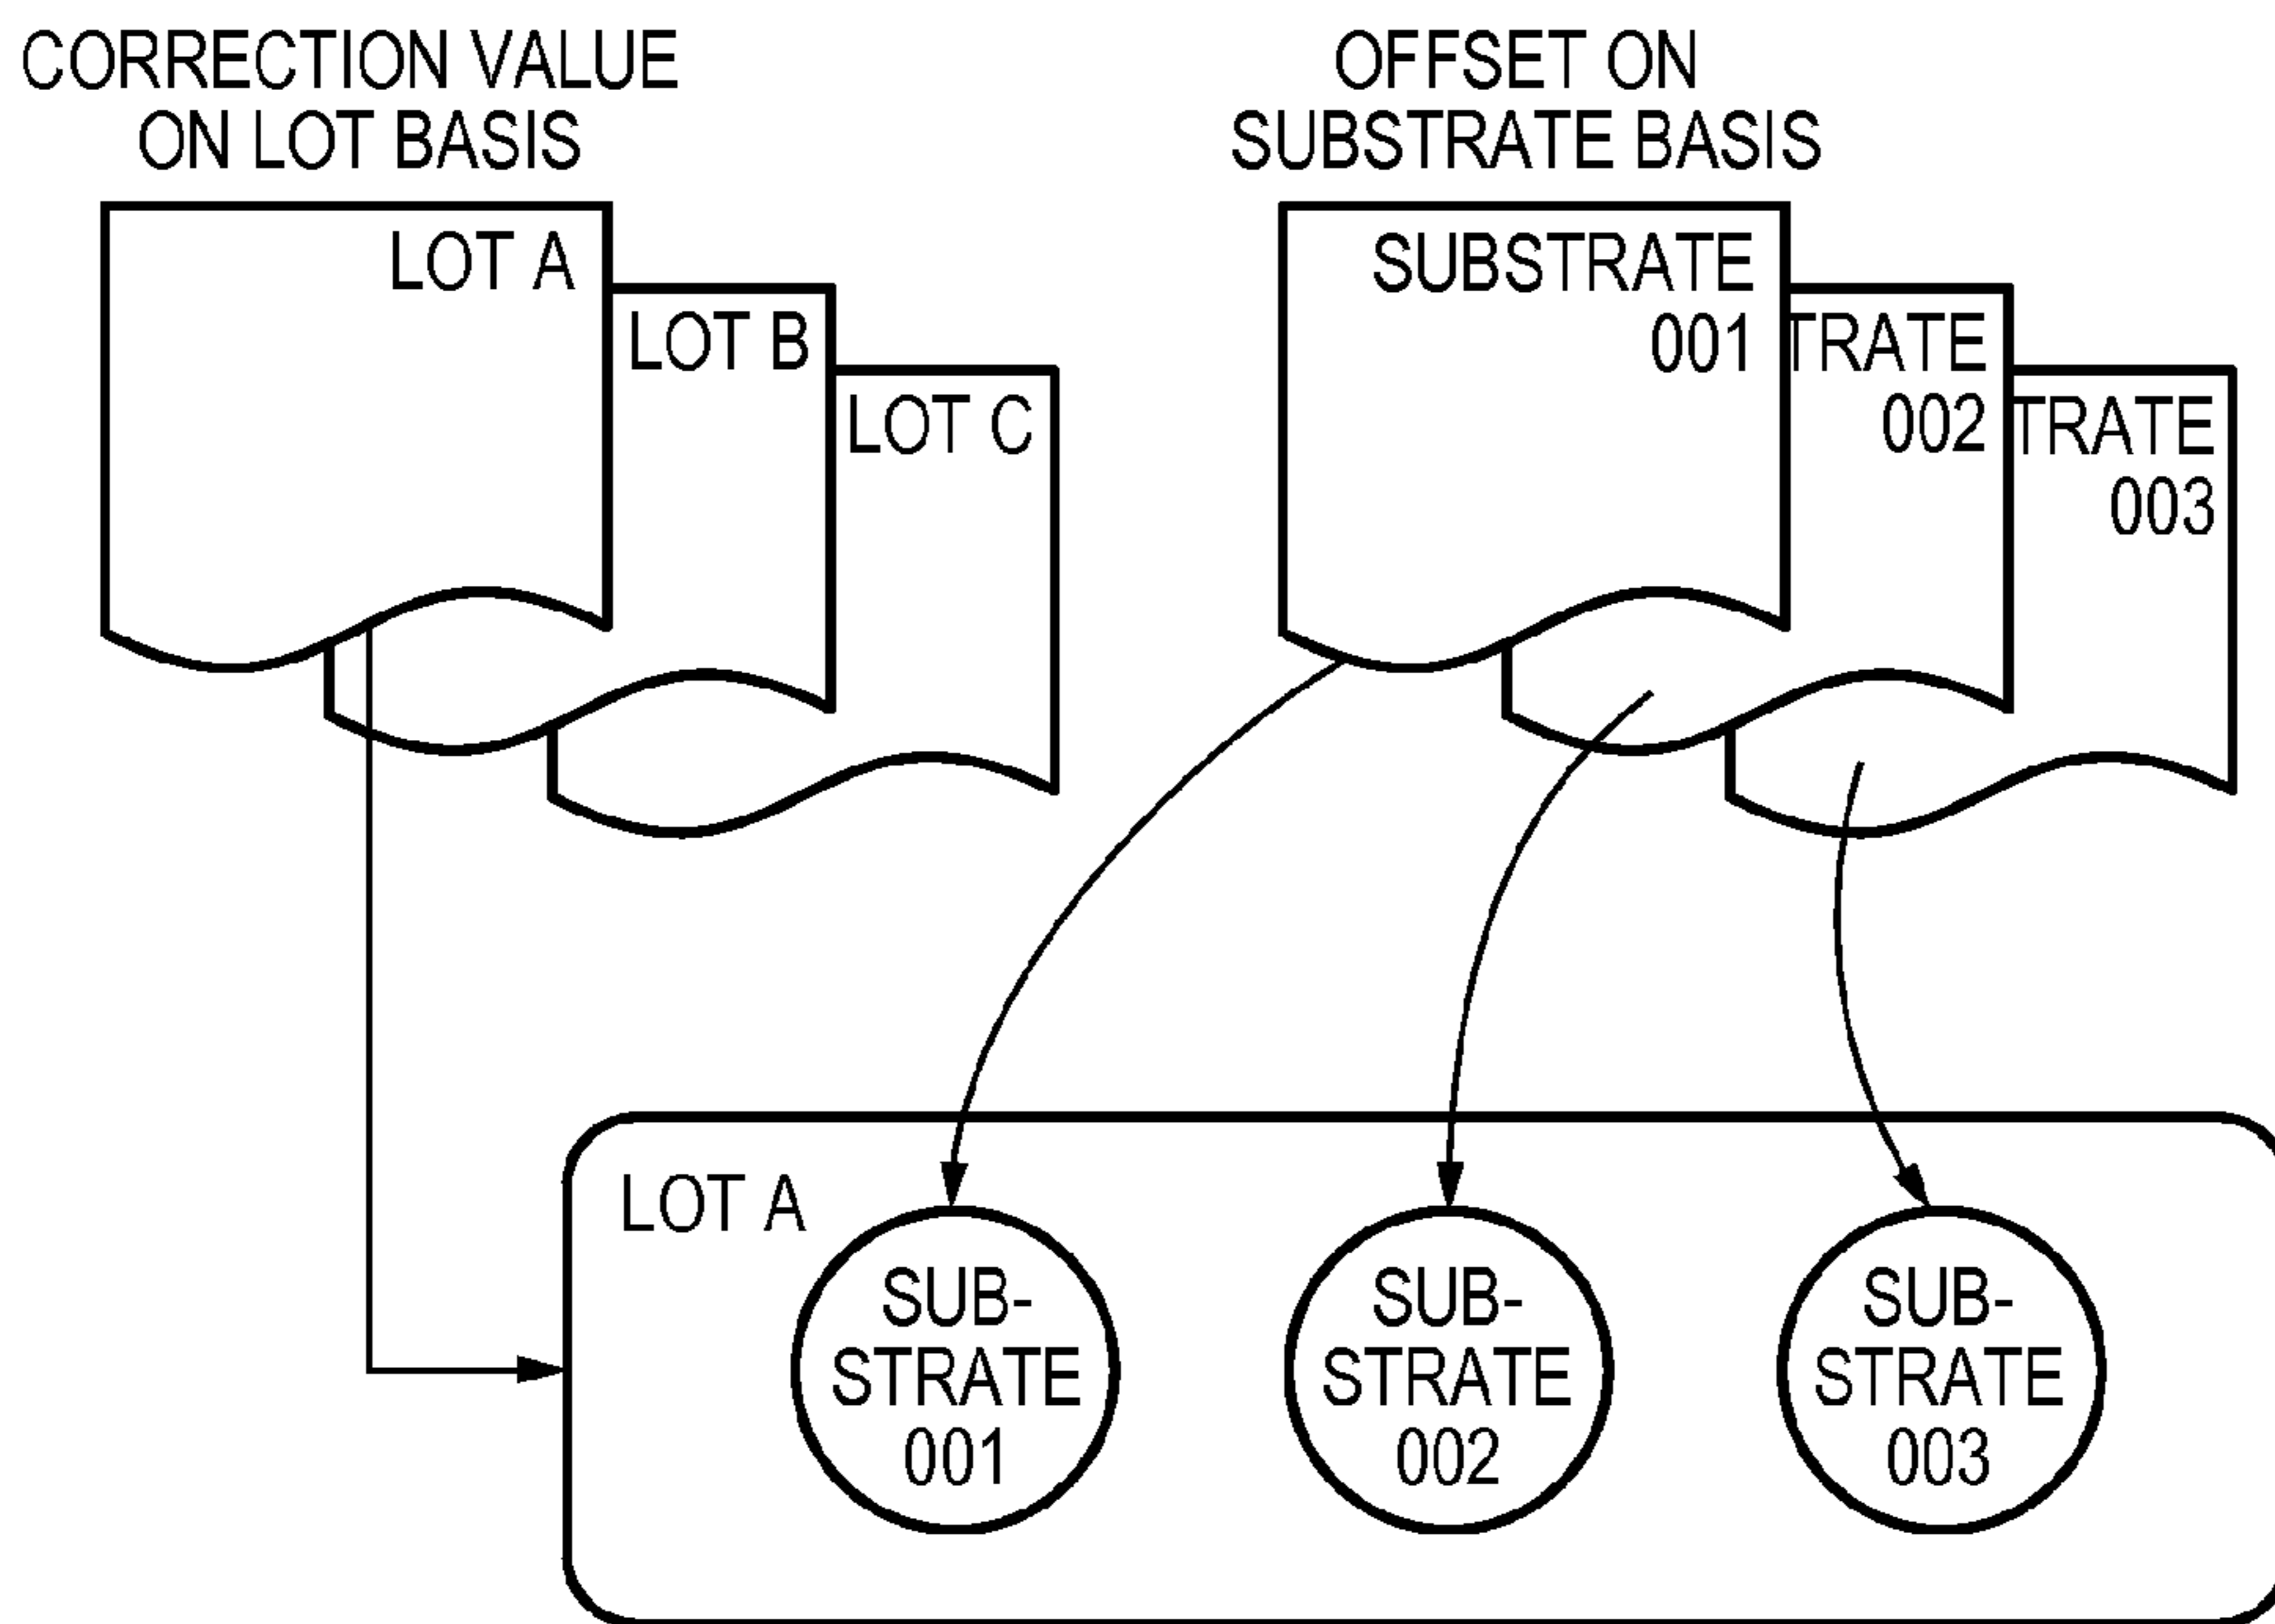 CORRECTION VALUE
ON LOT BASIS
LOT A
LOT B
LOT C
OFFSET ON
SUBSTRATE BASIS
SUBSTRATE
001
TRATE
002
TRATE
003
LOT A
SUB-
STRATE
001
SUB-
STRATE
002
SUB-
STRATE
003